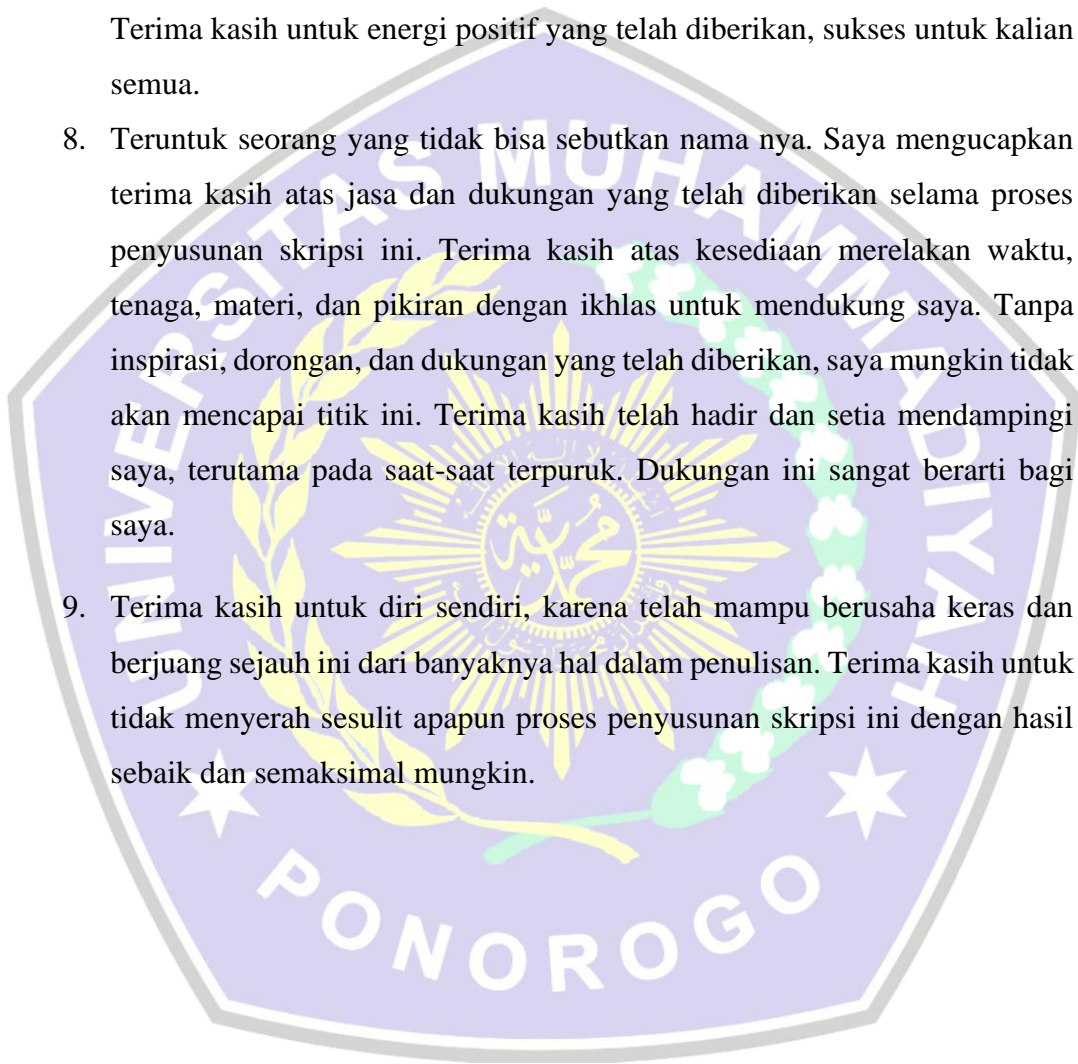 Terima kasih untuk energi positif yang telah diberikan, sukses untuk kalian
semua.
8. Teruntuk seorang yang tidak bisa sebutkan nama nya. Saya mengucapkan
terima kasih atas jasa dan dukungan yang telah diberikan selama proses
penyusunan skripsi ini. Terima kasih atas kesediaan merelakan waktu,
tenaga, materi, dan pikiran dengan ikhlas untuk mendukung saya. Tanpa
inspirasi, dorongan, dan dukungan yang telah diberikan, saya mungkin tidak
akan mencapai titik ini. Terima kasih telah hadir dan setia mendampingi
saya, terutama pada saat-saat terpuruk. Dukungan ini sangat berarti bagi
saya.
9. Terima kasih untuk diri sendiri, karena telah mampu berusaha keras dan
berjuang sejauh ini dari banyaknya hal dalam penulisan. Terima kasih untuk
tidak menyerah sesulit apapun proses penyusunan skripsi ini dengan hasil
sebaik dan semaksimal mungkin.
UNIVERSITAS MUHAMMADIYAH
PONOROGO
محمدية